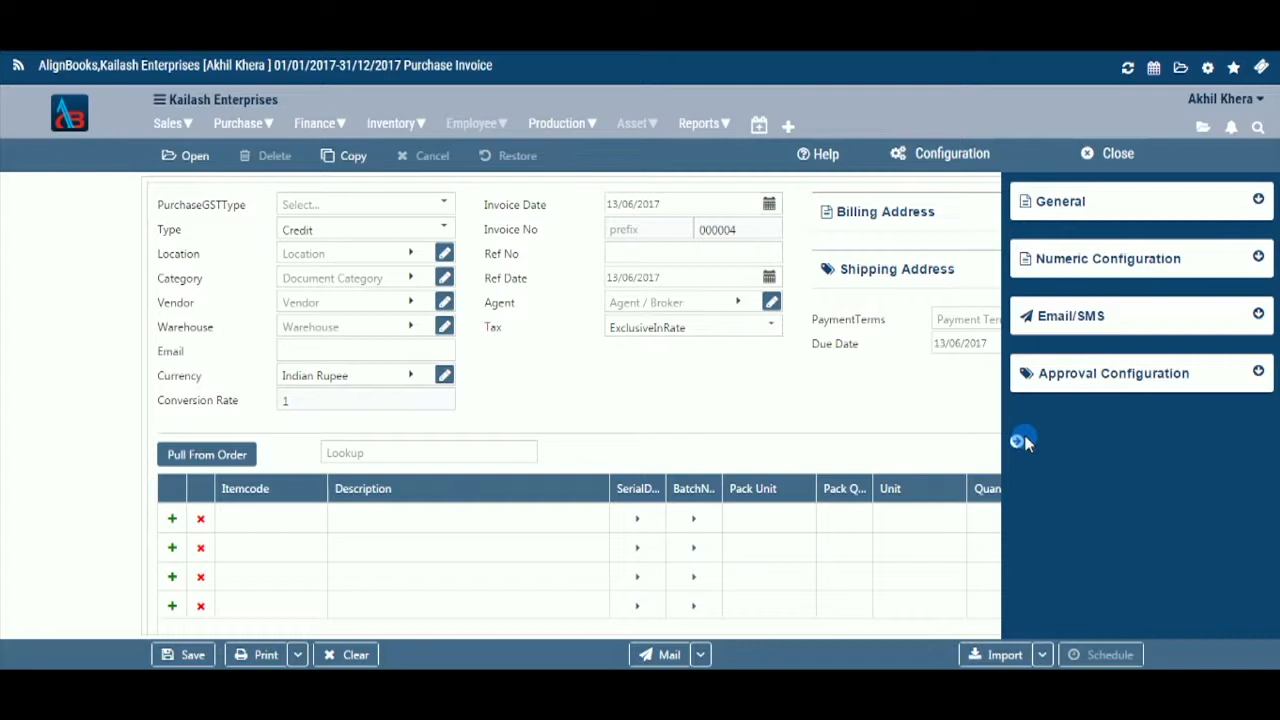 AlignBooks,Kailash Enterprises [Akhil Khera ] 01/01/2017-31/12/2017 Purchase Invoice
Kailash Enterprises
Akhil Khera
Sales Purchase Finance Inventory Employee Production Asset Reports
Open Delete Copy Cancel Restore Help Configuration Close
PurchaseGSTType Select... Invoice Date 13/06/2017 Billing Address General
Type Credit Invoice No prefix 000004
Location Location Ref No Numeric Configuration
Category Document Category Ref Date 13/06/2017 Shipping Address
Vendor Vendor Agent Agent / Broker Email/SMS
Warehouse Warehouse Tax ExclusiveInRate PaymentTerms Payment Ter
Email Due Date 13/06/2017
Currency Indian Rupee Approval Configuration
Conversion Rate 1
Pull From Order Lookup
Itemcode Description SerialD... BatchN.. Pack Unit Pack Q... Unit Quan
Save Print Clear Mail Import Schedule